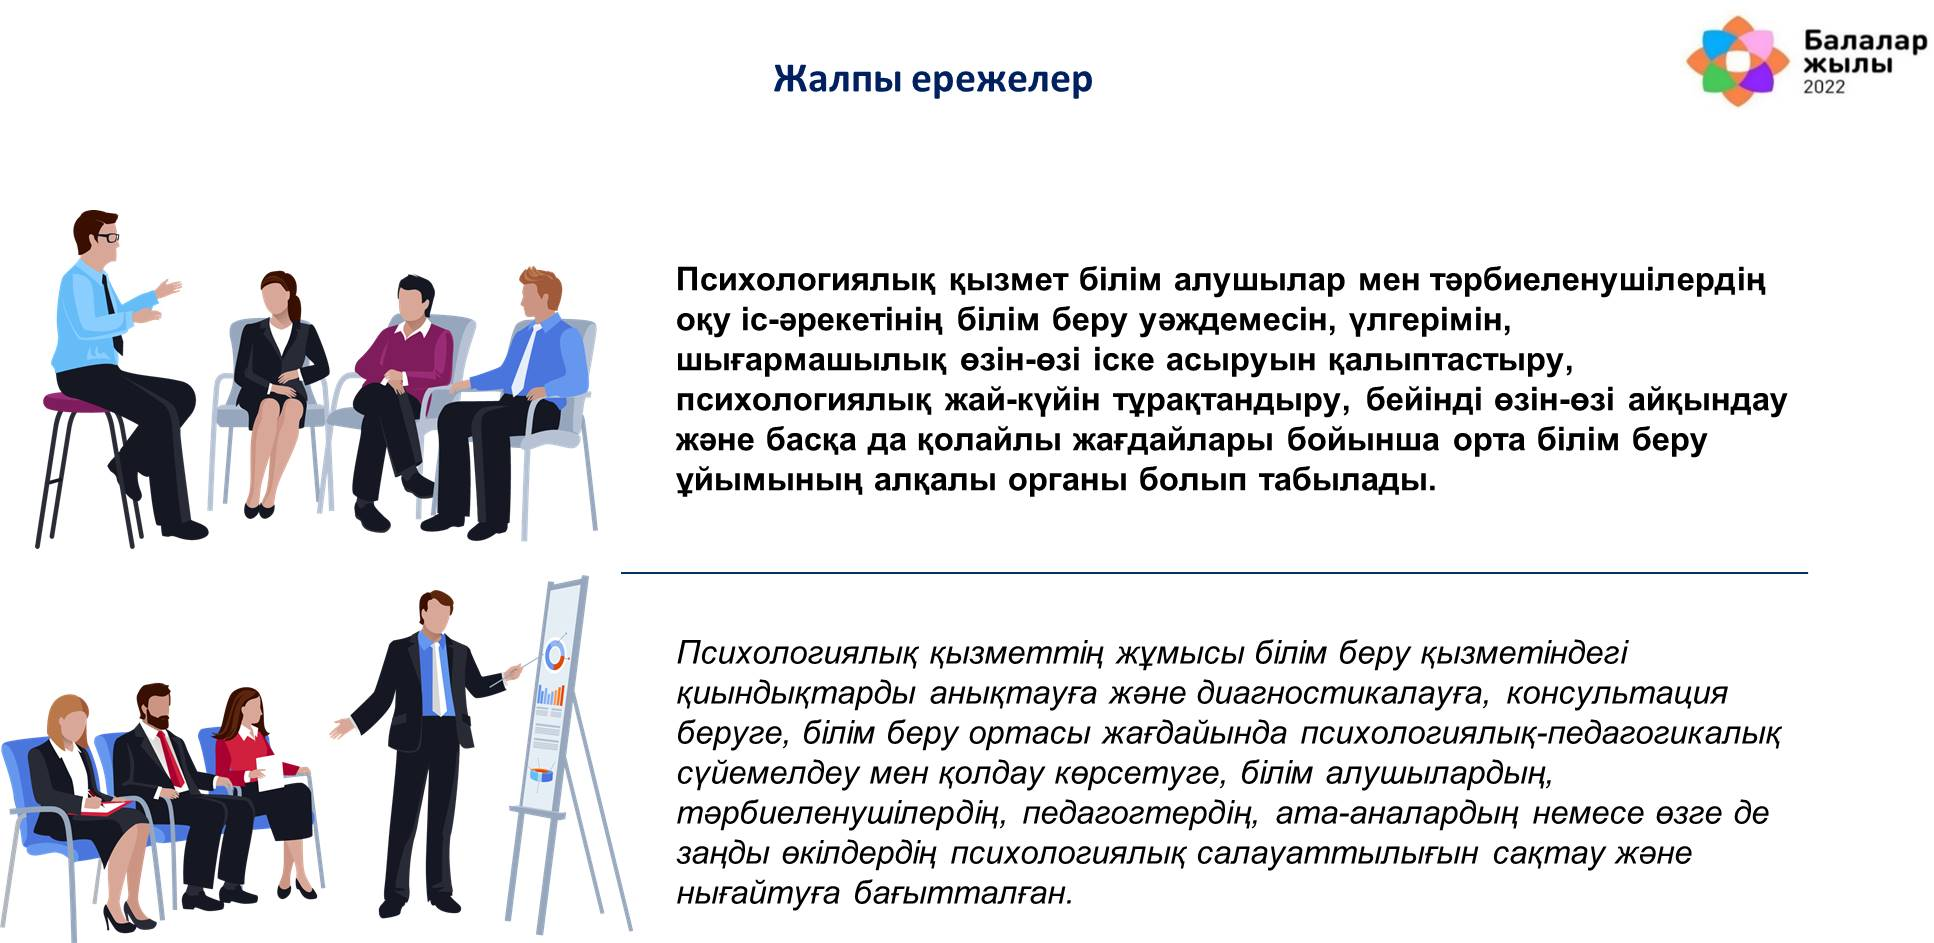 Жалпы ережелер
Балалар
жылы
2022
Психологиялық қызмет білім алушылар мен тәрбиеленушілердің
оқу іс-әрекетінің білім беру уәждемесін, үлгерімін,
шығармашылық өзін-өзі іске асыруын қалыптастыру,
психологиялық жай-күйін тұрақтандыру, бейінді өзін-өзі айқындау
және басқа да қолайлы жағдайлары бойынша орта білім беру
ұйымының алқалы органы болып табылады.
Психологиялық қызметтің жұмысы білім беру қызметіндегі
қиындықтарды анықтауға және диагностикалауға, консультация
беруге, білім беру ортасы жағдайында психологиялық-педагогикалық
сүйемелдеу мен қолдау көрсетуге, білім алушылардың,
тәрбиеленушілердің, педагогтердің, ата-аналардың немесе өзге де
заңды өкілдердің психологиялық салауаттылығын сақтау және
нығайтуға бағытталған.